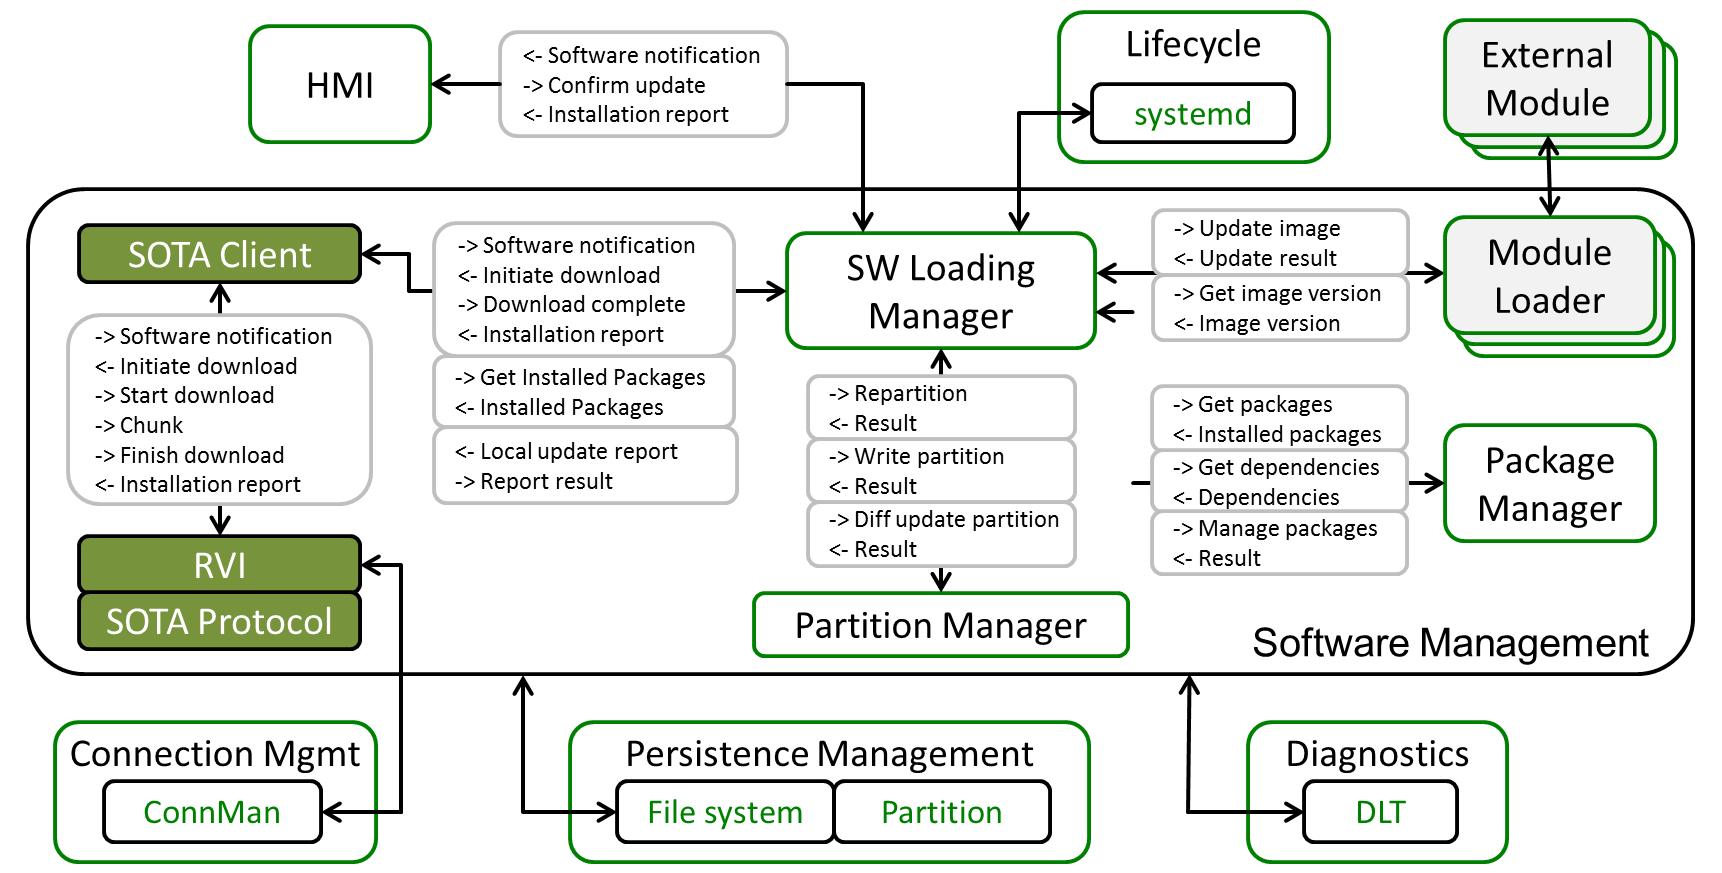 HMI
<- Software notification
-> Confirm update
<- Installation report
Lifecycle
systemd
External
Module
SOTA Client
-> Software notification
<- Initiate download
-> Start download
-> Chunk
-> Finish download
<- Installation report
RVI
SOTA Protocol
-> Software notification
<- Initiate download
-> Download complete
<- Installation report
-> Get Installed Packages
<- Installed Packages
<- Local update report
-> Report result
SW Loading
Manager
-> Repartition
<- Result
-> Write partition
<- Result
-> Diff update partition
<- Result
Partition Manager
-> Update image
<- Update result
-> Get image version
<- Image version
Module
Loader
-> Get packages
<- Installed packages
-> Get dependencies
<- Dependencies
-> Manage packages
<- Result
Package
Manager
Software Management
Connection Mgmt
ConnMan
Persistence Management
File system
Partition
Diagnostics
DLT